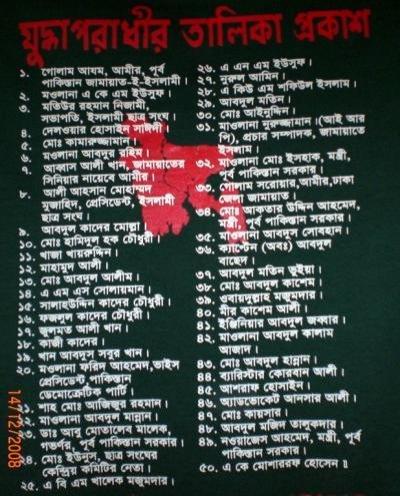 যুদ্ধাপরাধীর তালিকা প্রকাশ
১. গোলাম আযম, আমীর, পূর্ব
পাকিস্তান জামায়াত-ই-ইসলামী।
২. মওলানা এ কে এম ইউসুফ।
৩. মতিউর রহমান নিজামী,
সভাপতি, ইসলামী ছাত্র সংঘ।
৪. দেলওয়ার হোসাইন সাঈদী।
৫. মোঃ কামারুজ্জামান।
৬. মওলানা আবদুর রহিম।
৭. আব্বাস আলী খান, জামায়াতের
সিনিয়র নায়েবে আমীর।
৮. আলী আহসান মোহাম্মদ
মুজাহিদ, প্রেসিডেন্ট, ইসলামী
ছাত্র সংঘ।
৯. আবদুল কাদের মোল্লা।
১০. মোঃ হামিদুল হক চৌধুরী।
১১. খাজা খায়রুদ্দিন।
১২. মাহামুদ আলী।
১৩. মোঃ আবদুল আলীম।
১৪. এ এম এস সোলায়মান।
১৫. সালাহউদ্দিন কাদের চৌধুরী।
১৬. ফজলুল কাদের চৌধুরী।
১৭. জুলমত আলী খান।
১৮. কাজী কাদের।
১৯. খান আবদুস সবুর খান।
২০. মওলানা ফরিদ আহমেদ,ভাইস
প্রেসিডেন্ট,পাকিস্তান
ডেমোক্রেটিক পার্টি।
২১. শাহ মোঃ আজিজুর রহমান।
২২. মাওলানা আবদুল মান্নান।
২৩. ডাঃ আবু মোতালেব মালেক,
গভর্নর, পূর্ব পাকিস্তান সরকার।
২৪. মোঃ ইউনুস, ছাত্র সংঘের
কেন্দ্রিয় কমিটির নেতা।
২৫. এ বি এম খালেক মজুমদার।
২৬. এ এন এম ইউসুফ।
২৭. নুরুল আমিন।
২৮. এ কিউ এম শফিউল ইসলাম।
২৯. আবদুল মতিন।
৩০. মোঃ আইনুদ্দিন।
৩১. মাওলানা নুরুজ্জামান।(আই আর
পি), প্রচার সম্পাদক, জামায়াতে
ইসলাম
৩২. মাওলানা মোঃ ইসহাক, মন্ত্রী,
পূর্ব পাকিস্তান সরকার।
৩৩. গোলাম সরোয়ার,আমীর,ঢাকা
জেলা জামায়াত।
৩৪. মোঃ আকতার উদ্দিন আহমেদ,
মন্ত্রী, পূর্ব পাকিস্তান সরকার।
৩৫. মাওলানা আবদুস সোবহান।
৩৬. ক্যাপ্টেন (অবঃ) আবদুল
বাছেদ।
৩৭. আবদুল মতিন ভুইয়া।
৩৮. মোঃ আবদুল কাশেম।
৩৯. ওবায়দুল্লাহ মজুমদার।
৪০. মীর কাশেম আলী।
৪১. ইঞ্জিনিয়ার আবদুল জব্বার।
৪২. মাওলানা আবদুল কালাম
আজাদ।
৪৩. মোঃ আবদুল হান্নান।
৪৪. ব্যারিস্টার কোরবান আলী।
৪৫. আশরাফ হোসাইন।
৪৬. অ্যাডভোকেট আনসার আলী।
৪৭. মোঃ কায়সার।
৪৮. আবদুল মজিদ তালুকদার।
৪৯. নওয়াজেস আহমেদ, মন্ত্রী, পূর্ব
পাকিস্তান সরকার।
৫০. এ কে মোশাররফ হোসেন॥
14/12/2008